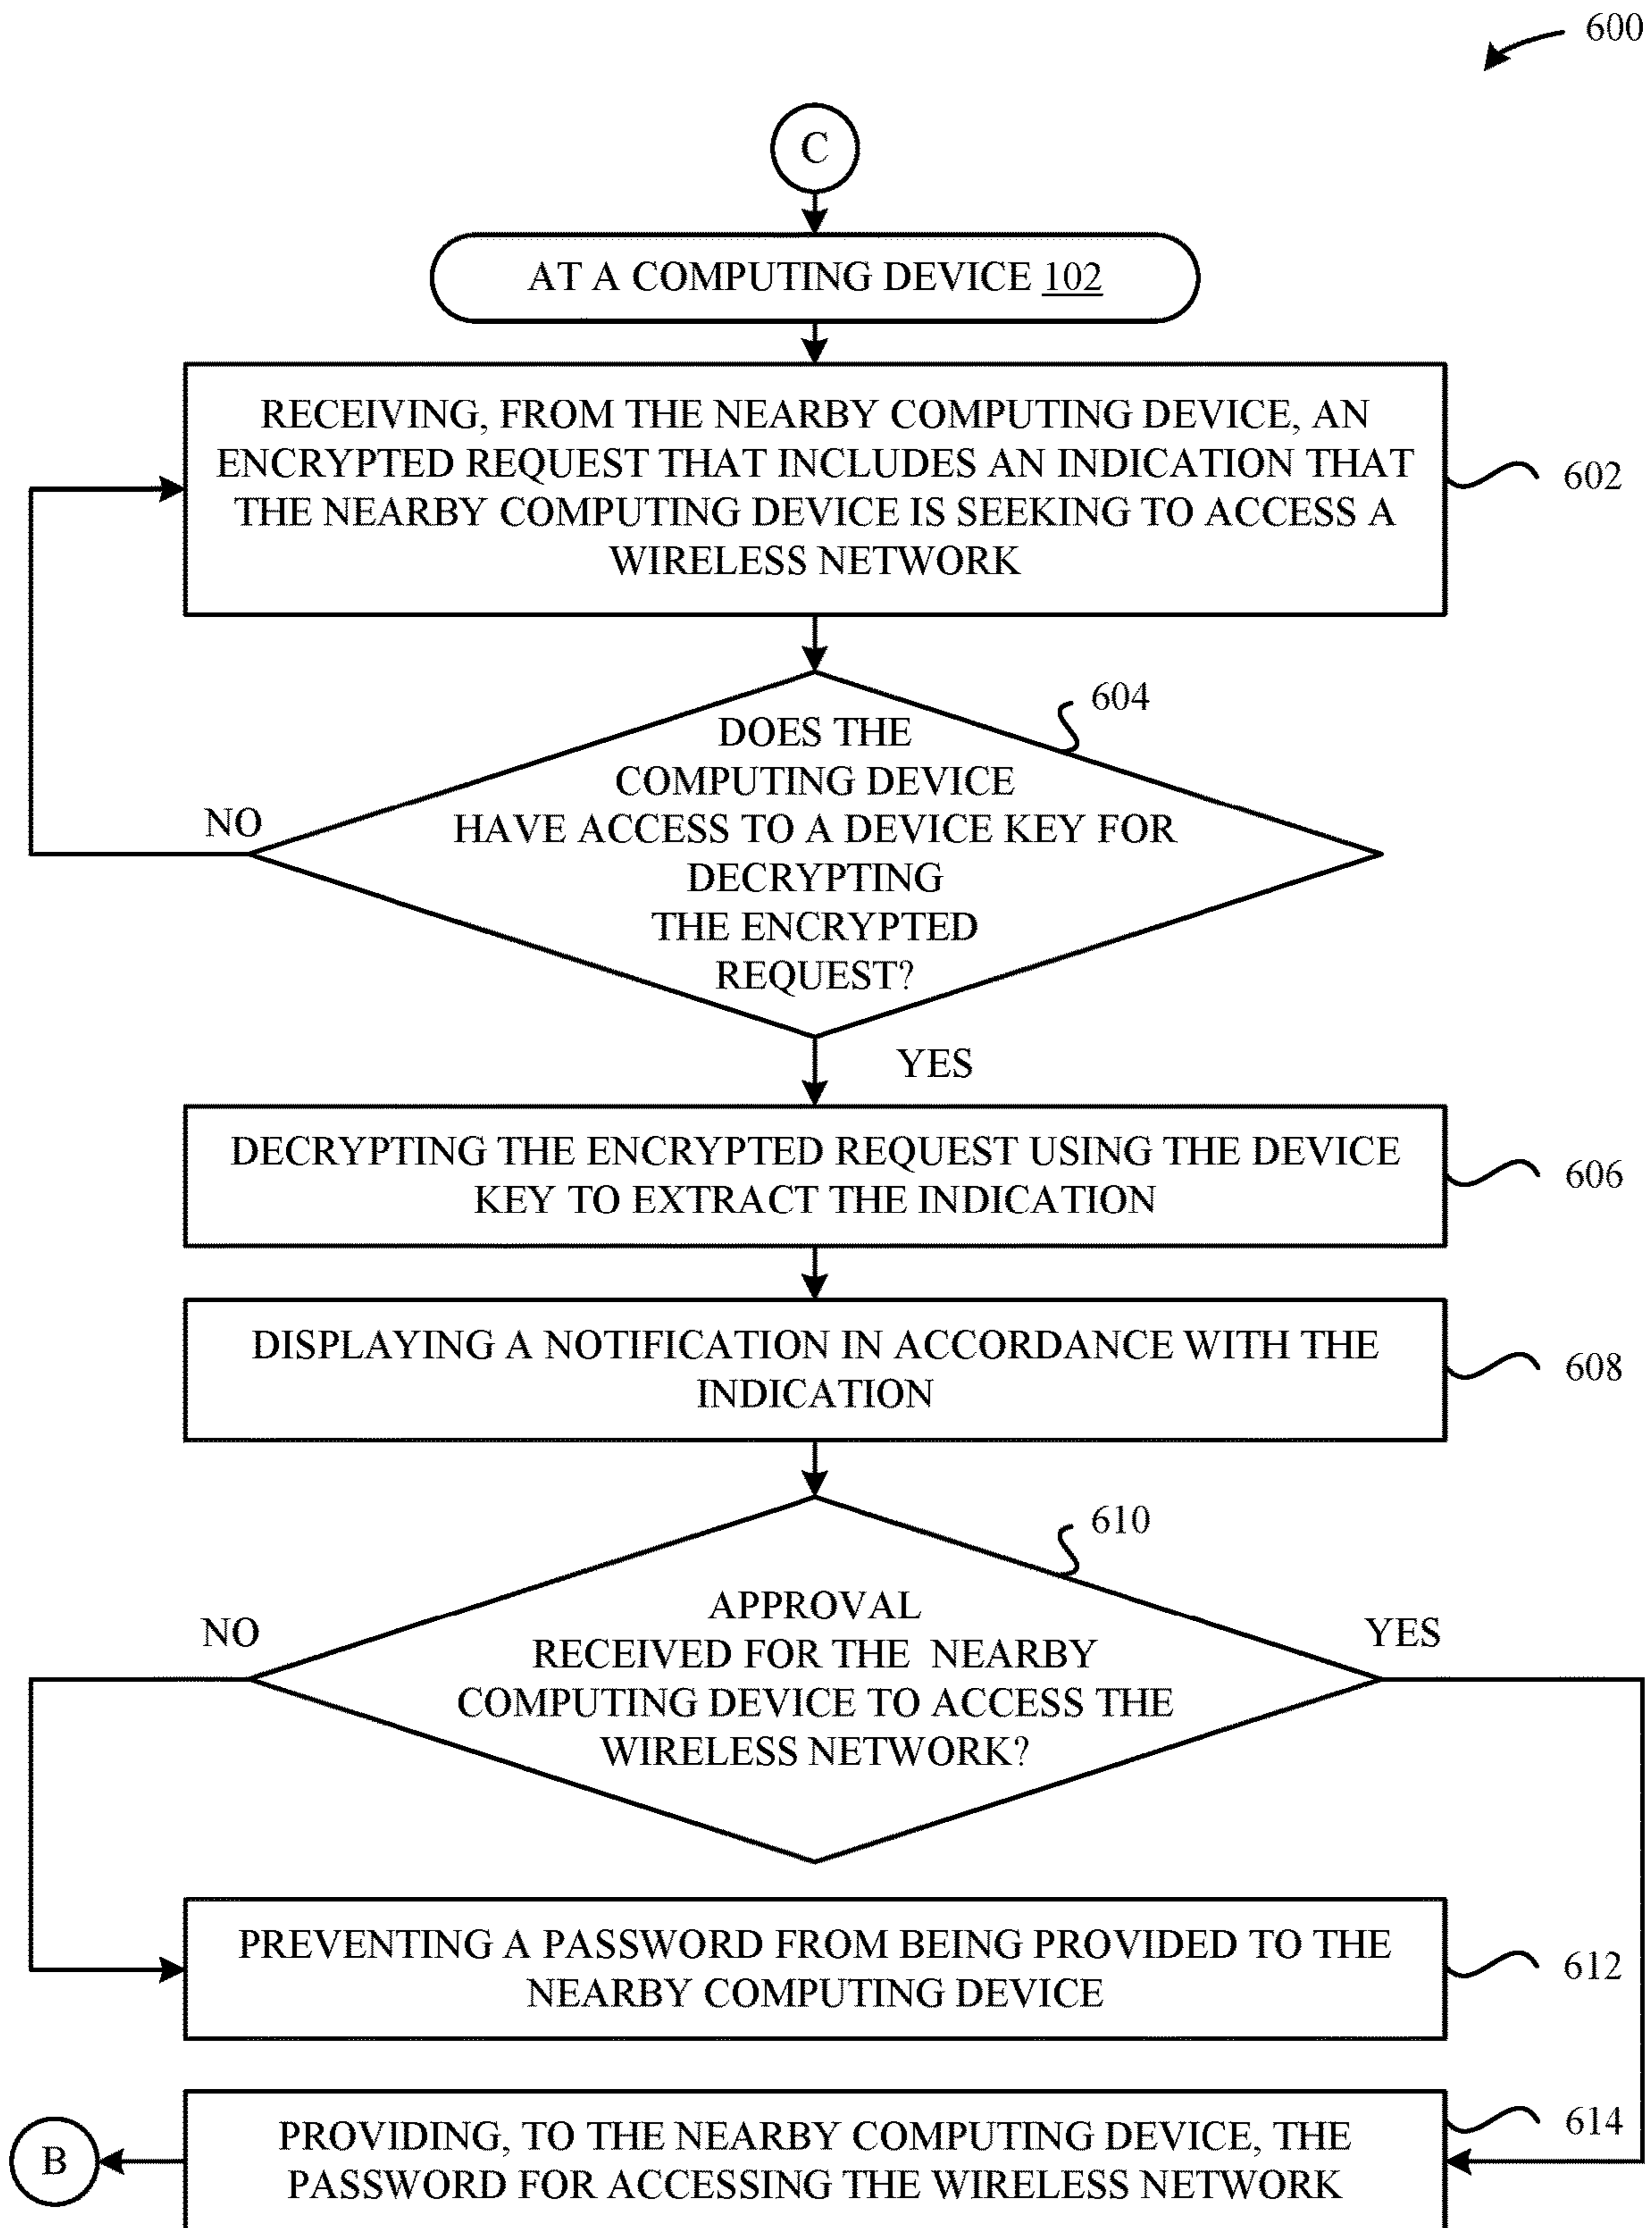 600
C
AT A COMPUTING DEVICE 102
RECEIVING, FROM THE NEARBY COMPUTING DEVICE, AN
ENCRYPTED REQUEST THAT INCLUDES AN INDICATION THAT
THE NEARBY COMPUTING DEVICE IS SEEKING TO ACCESS A
WIRELESS NETWORK
602
604
DOES THE
COMPUTING DEVICE
HAVE ACCESS TO A DEVICE KEY FOR
DECRYPTING
THE ENCRYPTED
REQUEST?
NO
YES
DECRYPTING THE ENCRYPTED REQUEST USING THE DEVICE
KEY TO EXTRACT THE INDICATION
606
DISPLAYING A NOTIFICATION IN ACCORDANCE WITH THE
INDICATION
608
610
APPROVAL
RECEIVED FOR THE NEARBY
COMPUTING DEVICE TO ACCESS THE
WIRELESS NETWORK?
NO
YES
PREVENTING A PASSWORD FROM BEING PROVIDED TO THE
NEARBY COMPUTING DEVICE
612
PROVIDING, TO THE NEARBY COMPUTING DEVICE, THE
PASSWORD FOR ACCESSING THE WIRELESS NETWORK
614
B